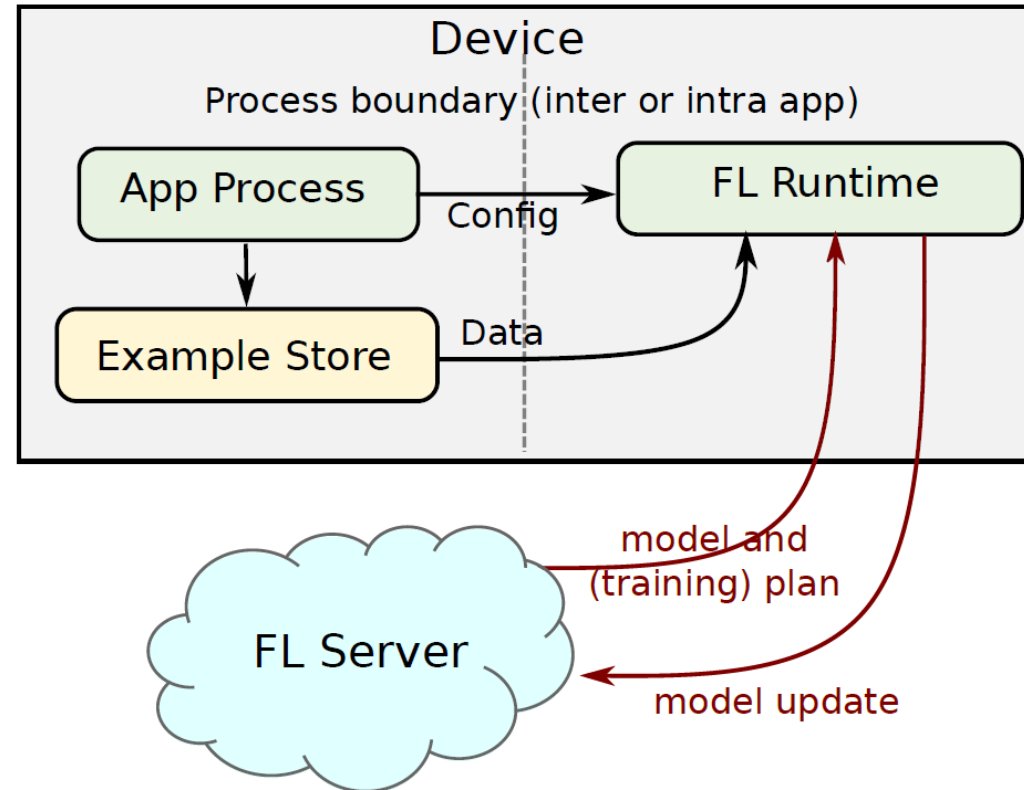 Device
Process boundary (inter or intra app)
App Process
FL Runtime
Config
Data
Example Store
model and
(training) plan
FL Server
model update